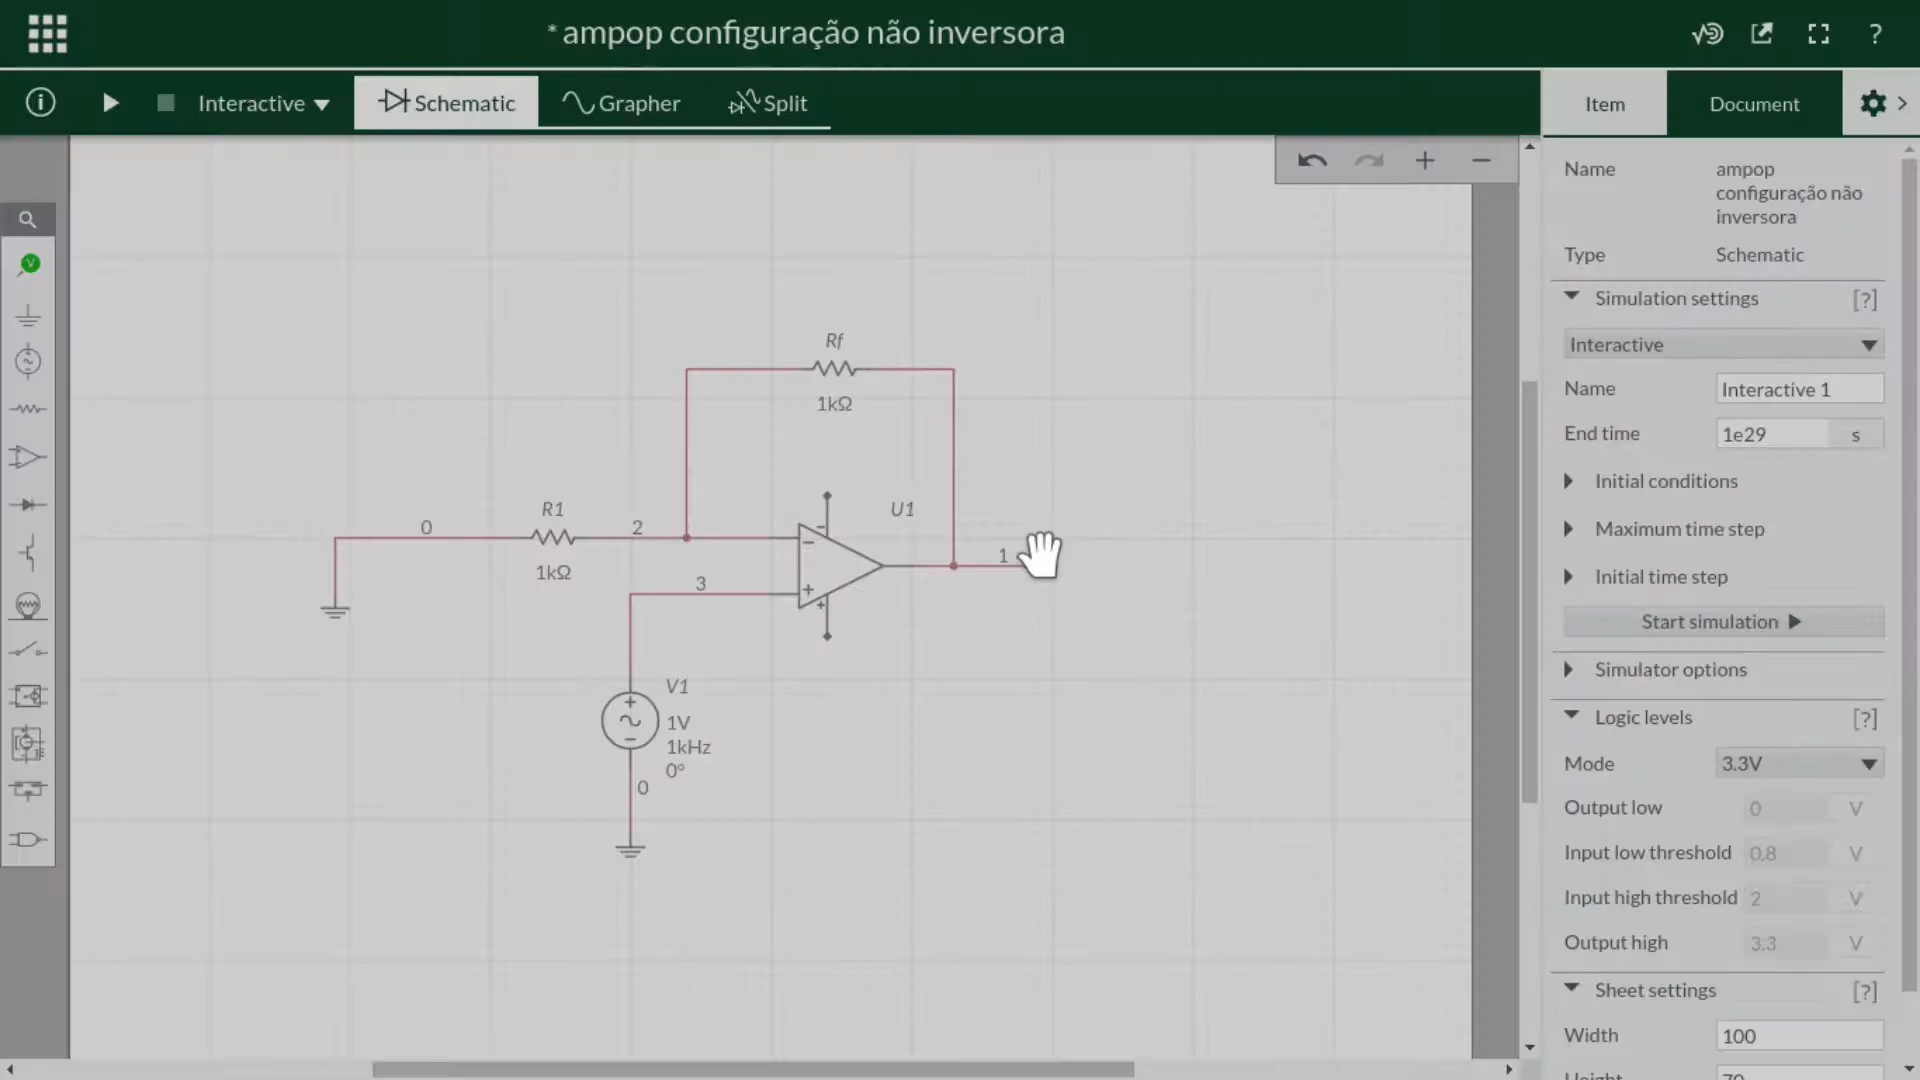 * ampop configuração não inversora
?
Interactive
Schematic
Grapher
Split
Item
Document
Name
ampop
configuração não
inversora
Type
Schematic
Simulation settings
[?]
Interactive
Name
Interactive 1
End time
1e29
s
Initial conditions
Maximum time step
Initial time step
Start simulation
Simulator options
Logic levels
[?]
Mode
3.3V
Output low
0
V
Input low threshold
0.8
V
Input high threshold
2
V
Output high
3.3
V
Sheet settings
[?]
Width
100
Height
70
Rf
1kΩ
R1
1kΩ
0
2
U1
1
3
V1
1V
1kHz
0°
0